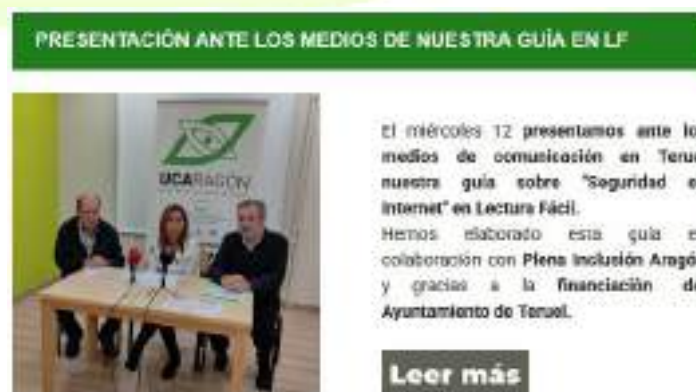 PRESENTACIÓN ANTE LOS MEDIOS DE NUESTRA GUÍA EN LF
UCARAGÓN
El miércoles 12 presentamos ante lo
medios de comunicación en Terue
nuestra guía sobre "Seguridad e
Internet" en Lectura Fácil.
Hemos elaborado esta guía e
colaboración con Plena Inclusión Aragó
y gracias a la financiación de
Ayuntamiento de Teruel.
Leer más